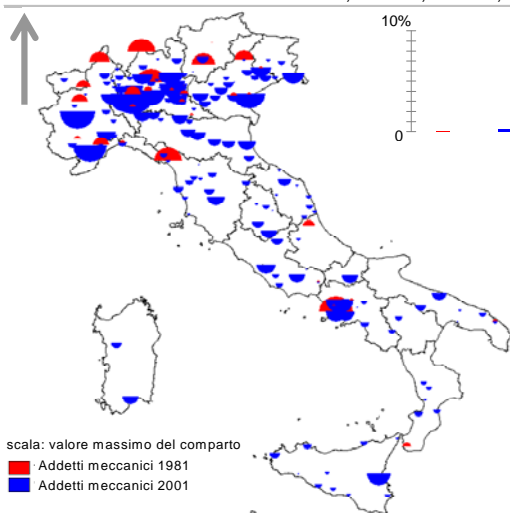 10%
0
scala: valore massimo del comparto
Addetti meccanici 1981
Addetti meccanici 2001